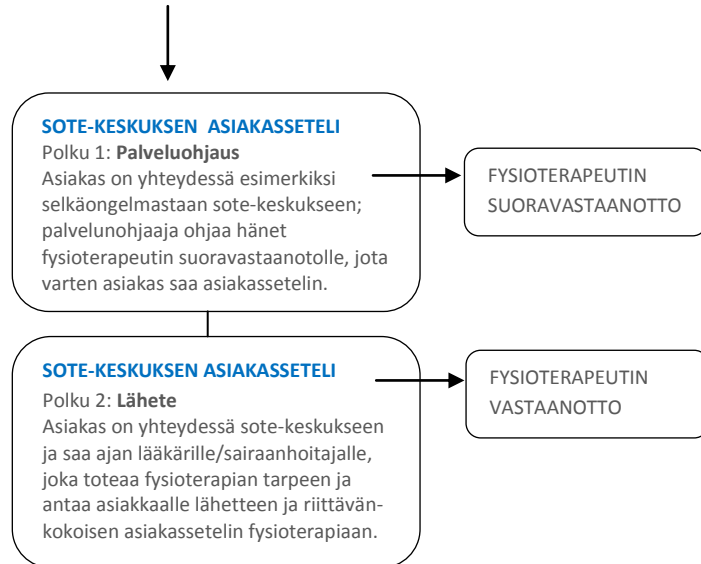 SOTE-KESKUKSEN ASIAKASSETELI
Polku 1: Palveluohjaus
Asiakas on yhteydessä esimerkiksi
selkäongelmastaan sote-keskukseen;
palvelunohjaaja ohjaa hänet
fysioterapeutin suoravastaanotolle, jota
varten asiakas saa asiakassetelin.
FYSIOTERAPEUTIN
SUORAVASTAANOTTO
SOTE-KESKUKSEN ASIAKASSETELI
Polku 2: Lähete
Asiakas on yhteydessä sote-keskukseen
ja saa ajan lääkärille/sairaanhoitajalle,
joka toteaa fysioterapian tarpeen ja
antaa asiakkaalle lähetteen ja riittävän-
kokoisen asiakassetelin fysioterapiaan.
FYSIOTERAPEUTIN
VASTAANOTTO